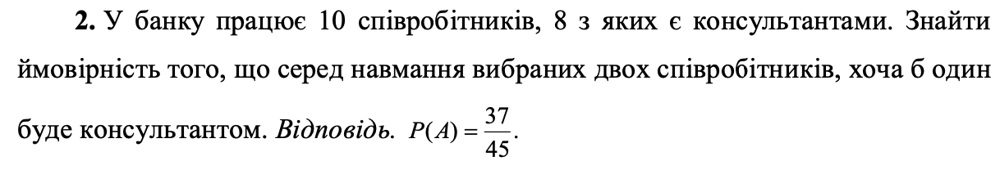 2. У банку працює 10 співробітників, 8 з яких є консультантами. Знайти
ймовірність того, що серед навмання вибраних двох співробітників, хоча б один
буде консультантом. Відповідь. P(A) = 37/45.